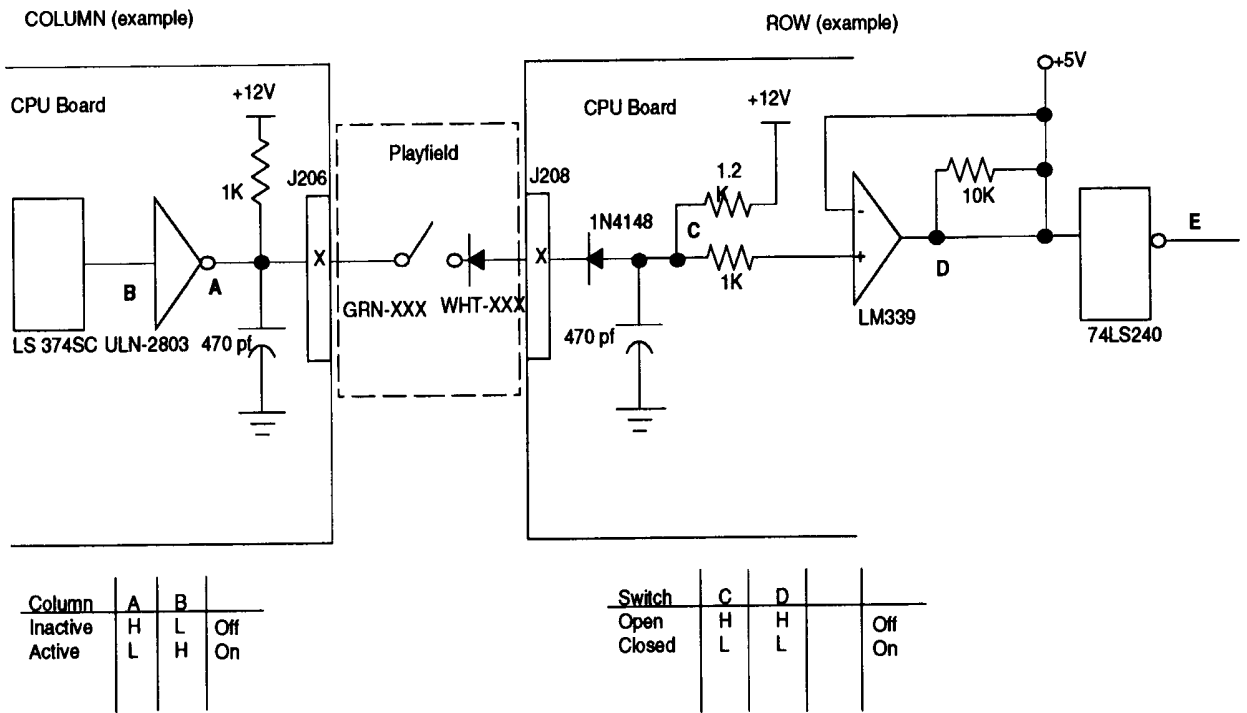 COLUMN (example)
ROW (example)
CPU Board
+12V
1K
J206
Playfield
J208
CPU Board
+12V
+5V
1.2
K
10K
1N4148
C
1K
-
+
X
X
B
A
D
E
GRN-XXX
WHT-XXX
LM339
74LS240
LS 374SC
ULN-2803
470 pf
470 pf
Column A B
Inactive H L Off
Active L H On
Switch C D
Open H H Off
Closed L L On